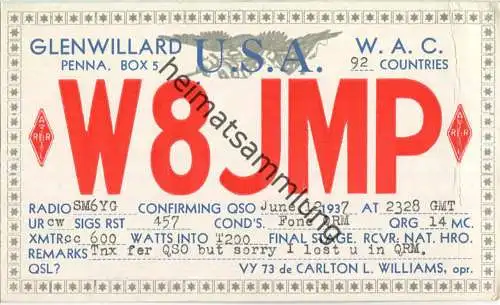 GLENWILLARD U.S.A. W. A. C.
PENNA. BOX 5 92 COUNTRIES
W8JMP
A R R L
A R R L
heimatsammlung.de
RADIO SM6YG CONFIRMING QSO June 1937 AT 2328 GMT
UR cw SIGS RST 457 COND'S. Fone QRM QRG 14 MC.
XMTR cc 600 WATTS INTO T200 FINAL STAGE. RCVR: NAT. HRO.
REMARKS Tnx fer QSO but sorry I lost u in QRM.
QSL? VY 73 de CARLTON L. WILLIAMS, opr.